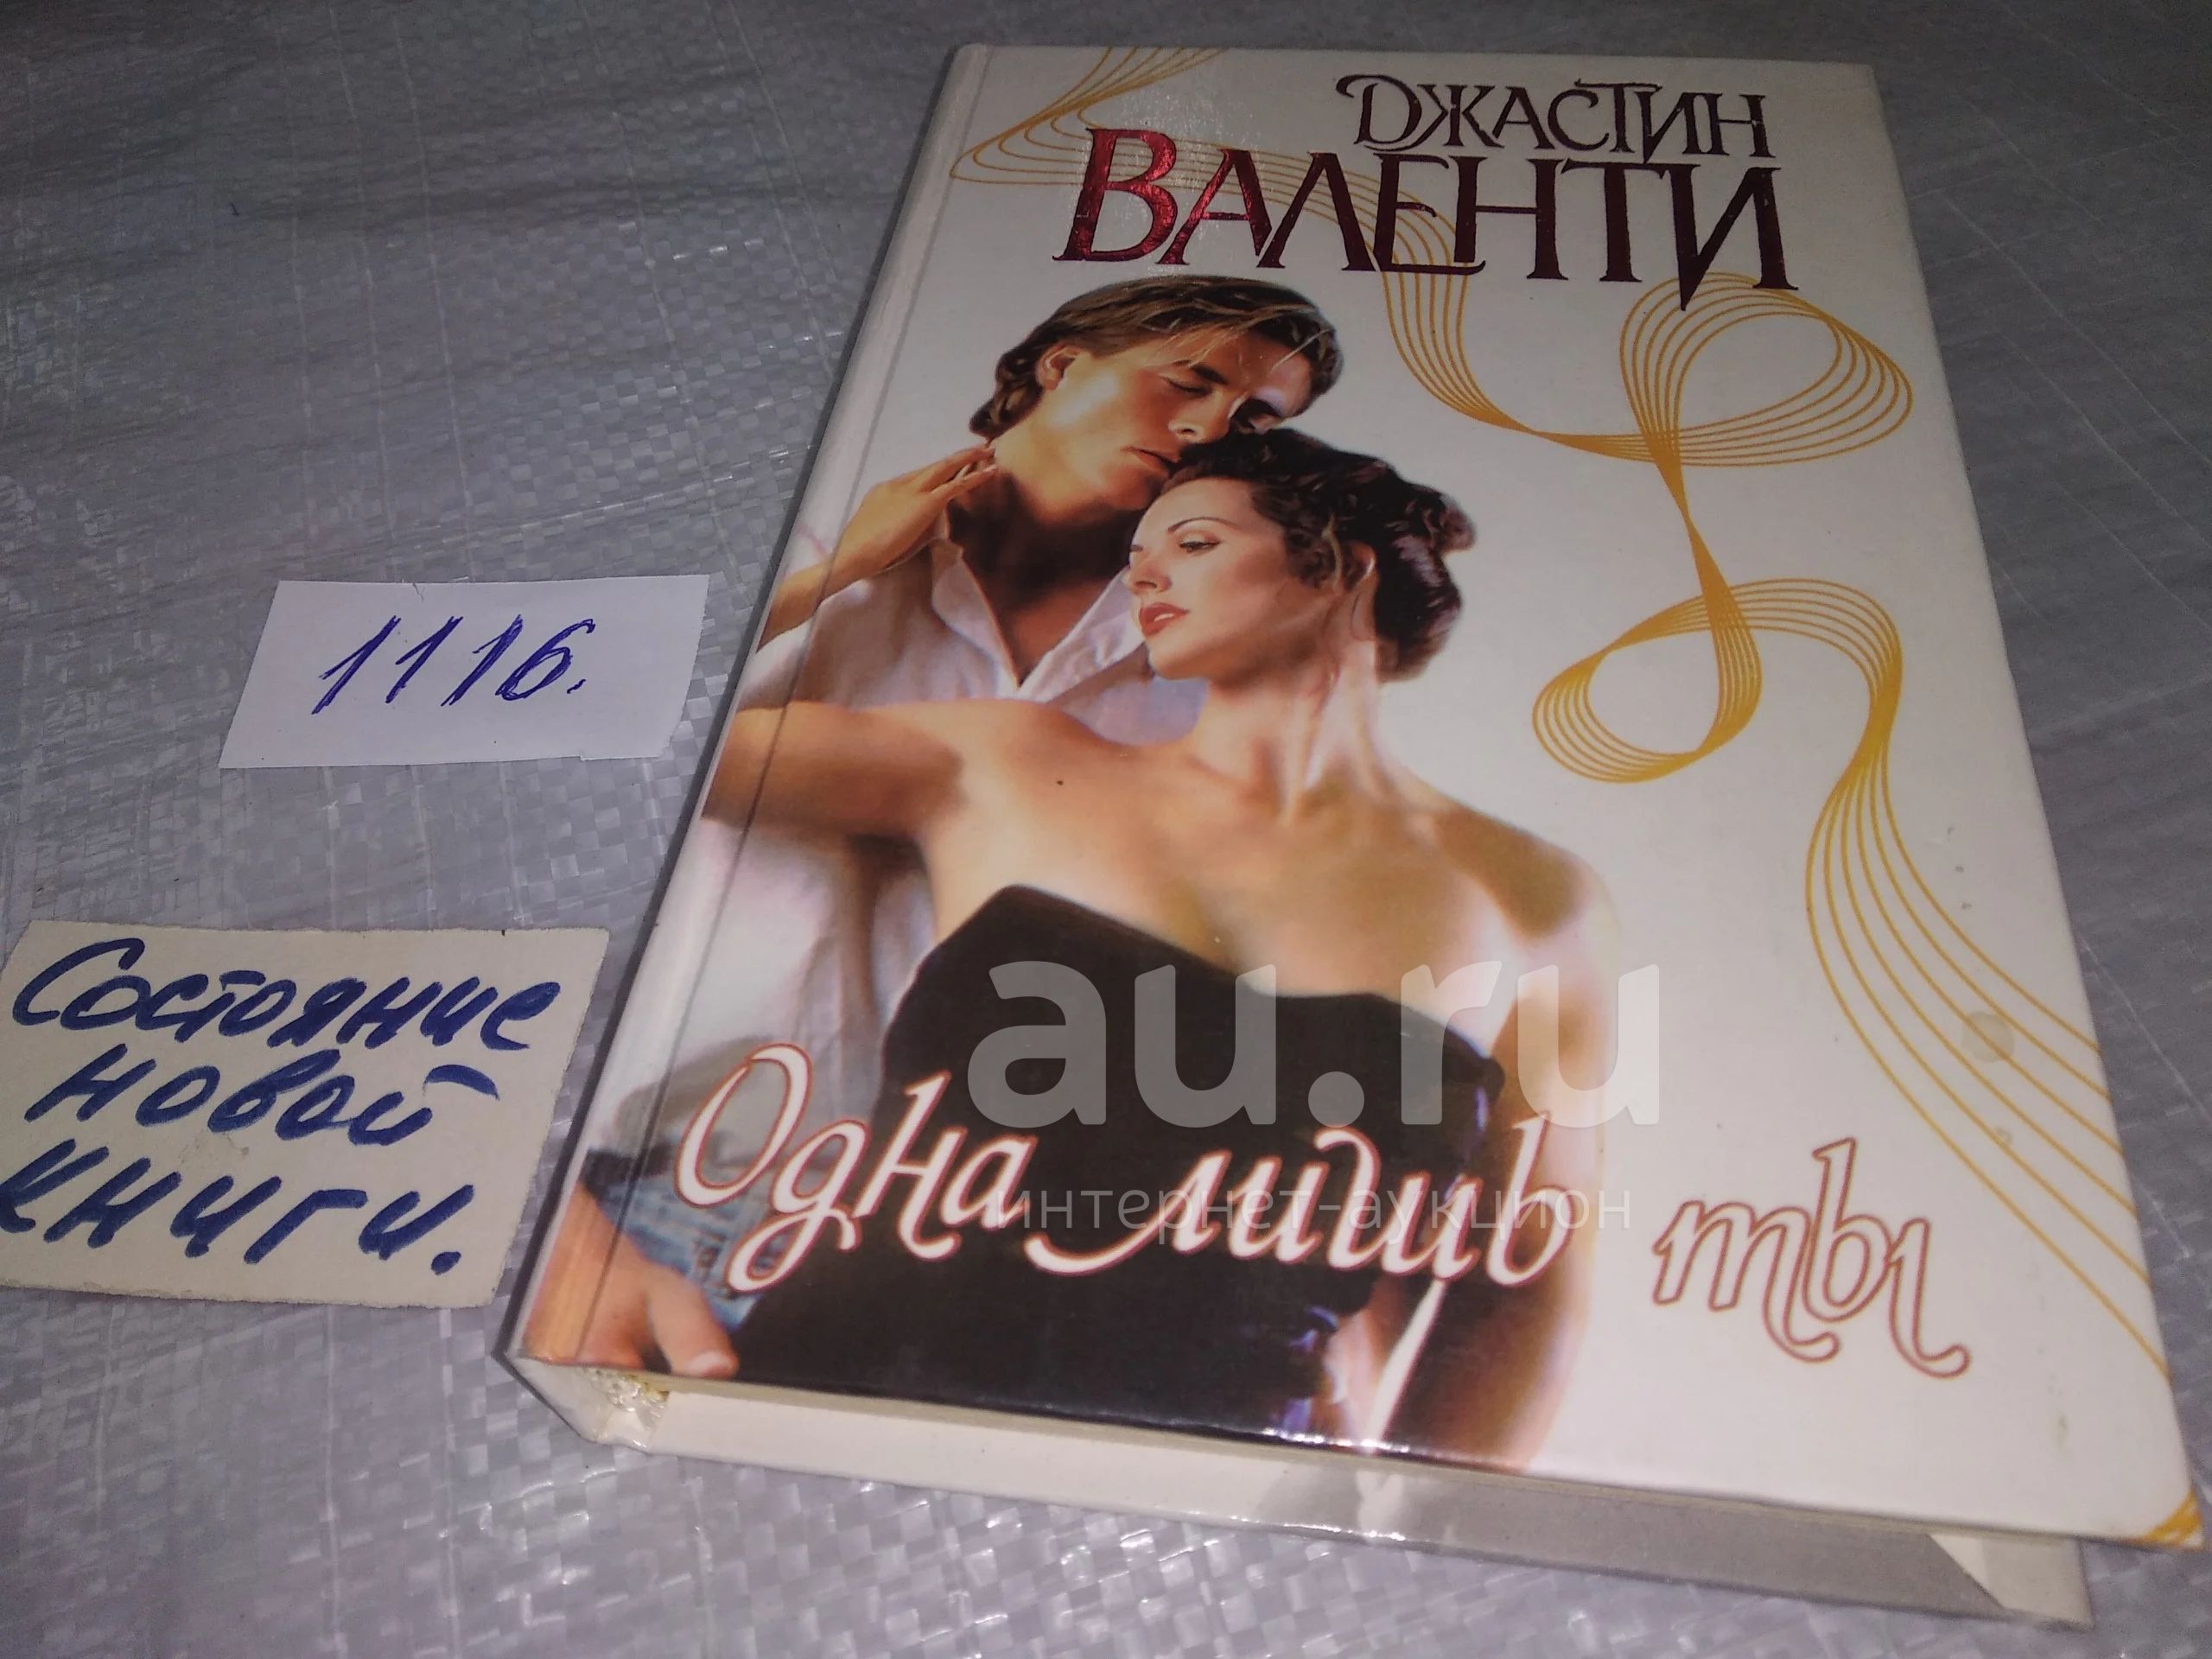 ДЖАСТИН
ВАЛЕНТИ
1116.
Состояние
новой
книги.
au.ru
интернет-аукцион
Одна лишь ты